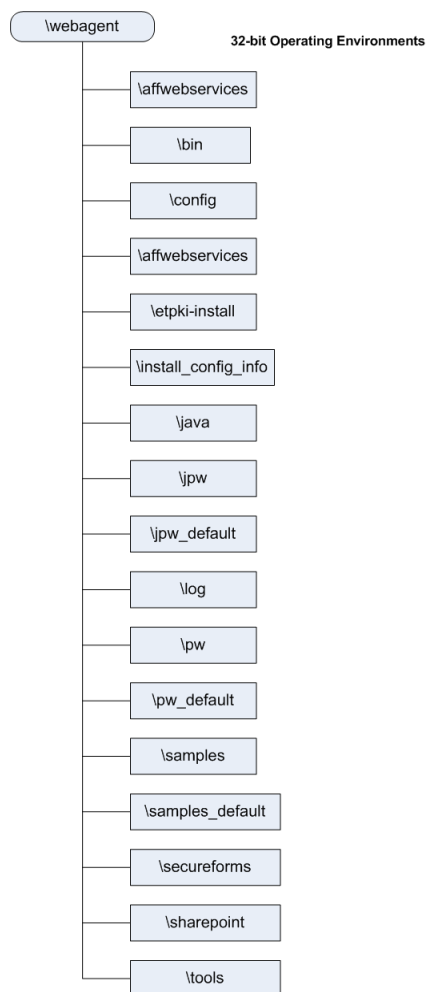 \webagent
32-bit Operating Environments
\affwebservices
\bin
\config
\affwebservices
\etpki-install
\install_config_info
\java
\jpw
\jpw_default
\log
\pw
\pw_default
\samples
\samples_default
\secureforms
\sharepoint
\tools